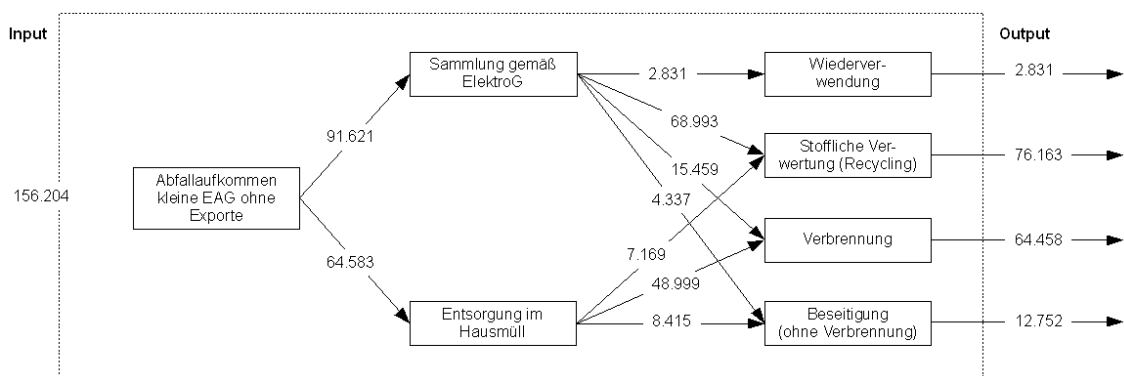 Input
Output
Sammlung gemäß
ElektroG
2.831
Wiederver-
wendung
2.831
68.993
91.621
Stoffliche Ver-
wertung (Recycling)
76.163
15.459
156.204
Abfallaufkommen
kleine EAG ohne
Exporte
4.337
Verbrennung
64.458
7.169
64.583
48.999
Entsorgung im
Hausmüll
8.415
Beseitigung
(ohne Verbrennung)
12.752